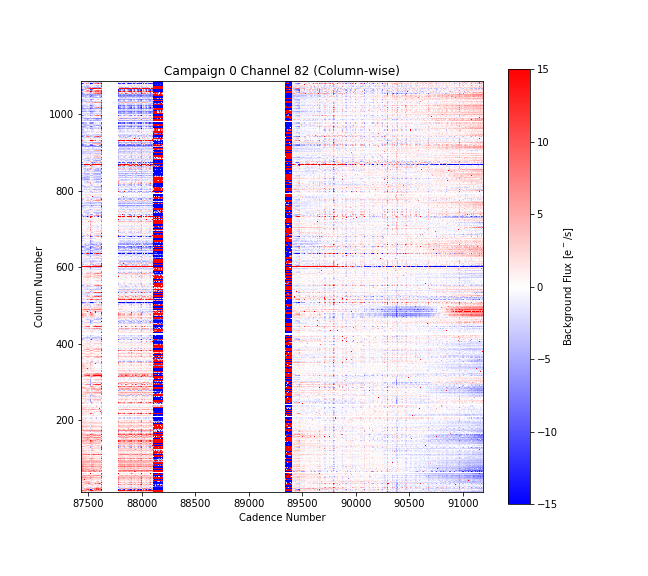 Campaign 0 Channel 82 (Column-wise)
1000
800
600
400
200
Column Number
87500 88000 88500 89000 89500 90000 90500 91000
Cadence Number
15
10
5
0
−5
−10
−15
Background Flux [e⁻/s]